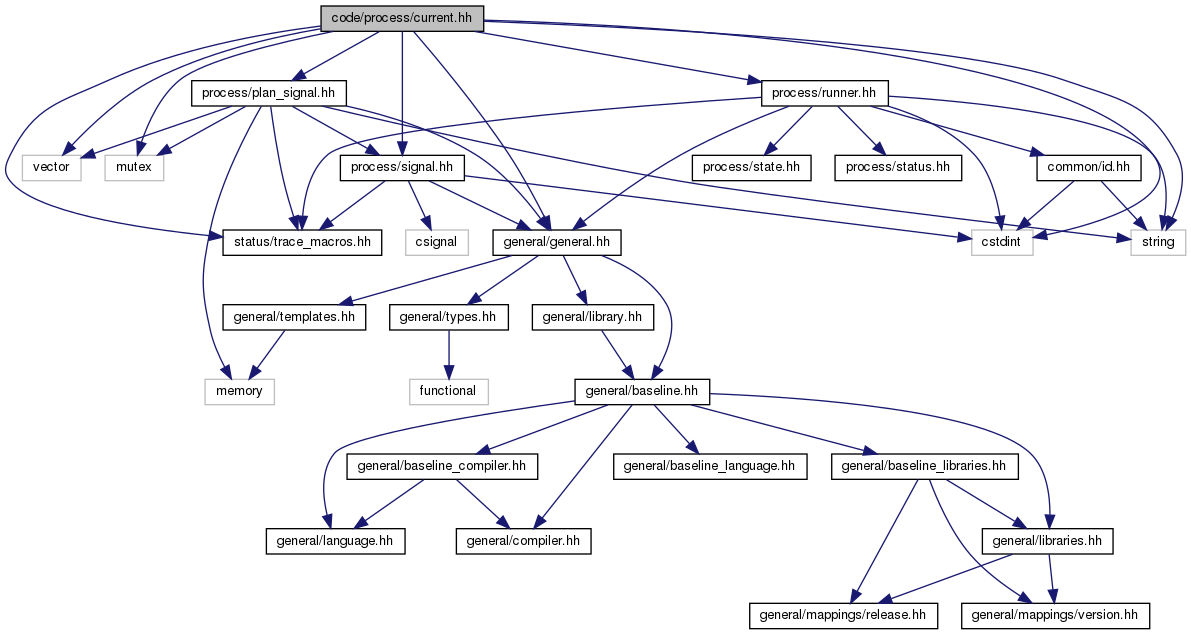 code/process/current.hh
process/plan_signal.hh
process/runner.hh
vector
mutex
process/signal.hh
process/state.hh
process/status.hh
common/id.hh
status/trace_macros.hh
csignal
general/general.hh
cstdint
string
general/templates.hh
general/types.hh
general/library.hh
memory
functional
general/baseline.hh
general/baseline_compiler.hh
general/baseline_language.hh
general/baseline_libraries.hh
general/language.hh
general/compiler.hh
general/libraries.hh
general/mappings/release.hh
general/mappings/version.hh